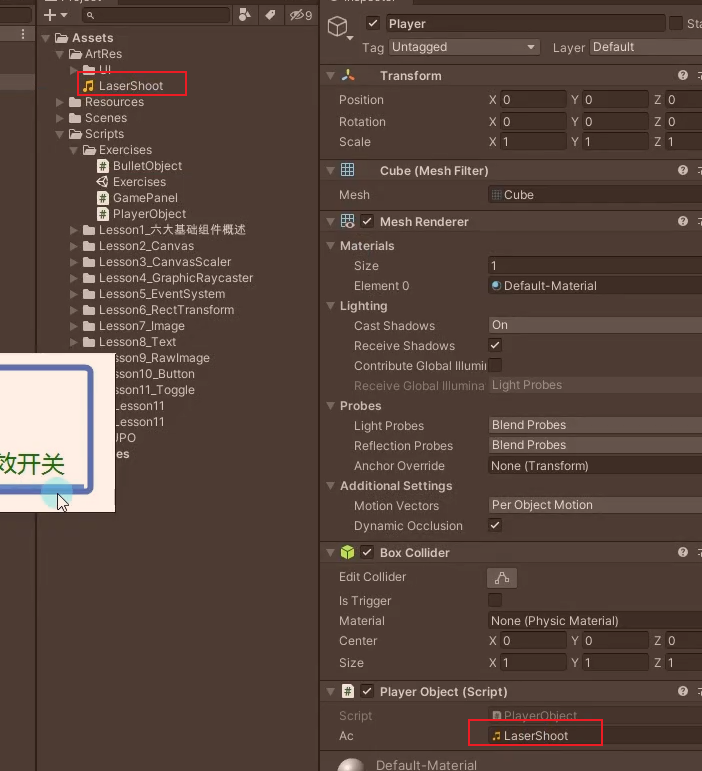 Project
Inspector
9
Player
Sta
Tag Untagged Layer Default
Assets
ArtRes
UI
LaserShoot
Resources
Scenes
Scripts
Exercises
BulletObject
Exercises
GamePanel
PlayerObject
Lesson1_六大基础组件概述
Lesson2_Canvas
Lesson3_CanvasScaler
Lesson4_GraphicRaycaster
Lesson5_EventSystem
Lesson6_RectTransform
Lesson7_Image
Lesson8_Text
esson9_RawImage
sson10_Button
sson11_Toggle
Lesson11
Lesson11
UPO
es
效开关
Transform
Position X 0 Y 0 Z 0
Rotation X 0 Y 0 Z 0
Scale X 1 Y 1 Z 1
Cube (Mesh Filter)
Mesh Cube
Mesh Renderer
Materials
Size 1
Element 0 Default-Material
Lighting
Cast Shadows On
Receive Shadows
Contribute Global Illumin
Receive Global Illumina Light Probes
Probes
Light Probes Blend Probes
Reflection Probes Blend Probes
Anchor Override None (Transform)
Additional Settings
Motion Vectors Per Object Motion
Dynamic Occlusion
Box Collider
Edit Collider
Is Trigger
Material None (Physic Material)
Center X 0 Y 0 Z 0
Size X 1 Y 1 Z 1
Player Object (Script)
Script PlayerObject
Ac LaserShoot
Default-Material